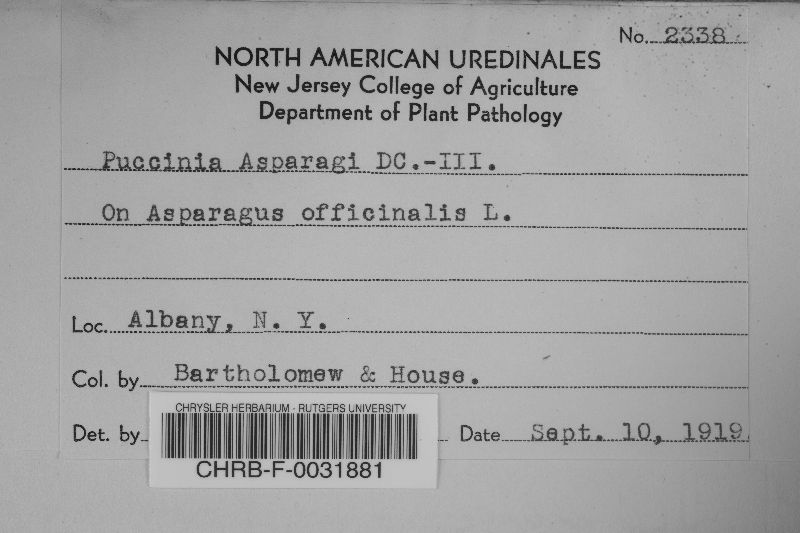 No. 2338
NORTH AMERICAN UREDINALES
New Jersey College of Agriculture
Department of Plant Pathology
Puccinia Asparagi DC.-III.
On Asparagus officinalis L.
Loc. Albany, N. Y.
Col. by Bartholomew & House.
Det. by Date Sept. 10, 1919
CHRYSLER HERBARIUM - RUTGERS UNIVERSITY
CHRB-F-0031881